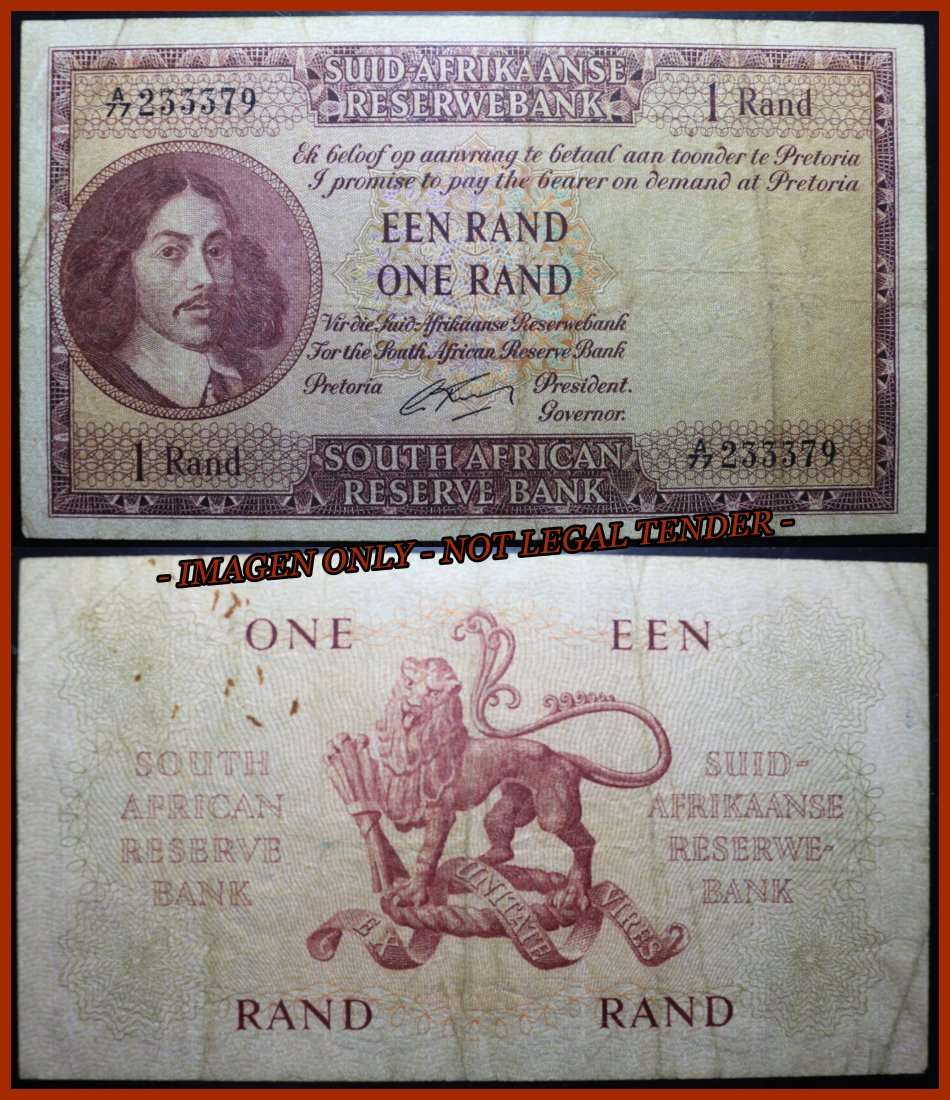 SUID-AFRIKAANSE
RESERWEBANK
A/77 233379
1 Rand
Ek beloof op aanvraag te betaal aan toonder te Pretoria
I promise to pay the bearer on demand at Pretoria
EEN RAND
ONE RAND
Vir die Suid-Afrikaanse Reserwebank
For the South African Reserve Bank
Pretoria
President.
Governor.
1 Rand
SOUTH AFRICAN
RESERVE BANK
A/77 233379
- IMAGEN ONLY - NOT LEGAL TENDER -
ONE
EEN
SOUTH
AFRICAN
RESERVE
BANK
SUID-
AFRIKAANSE
RESERWE-
BANK
EX
UNITATE
VIRES
RAND
RAND